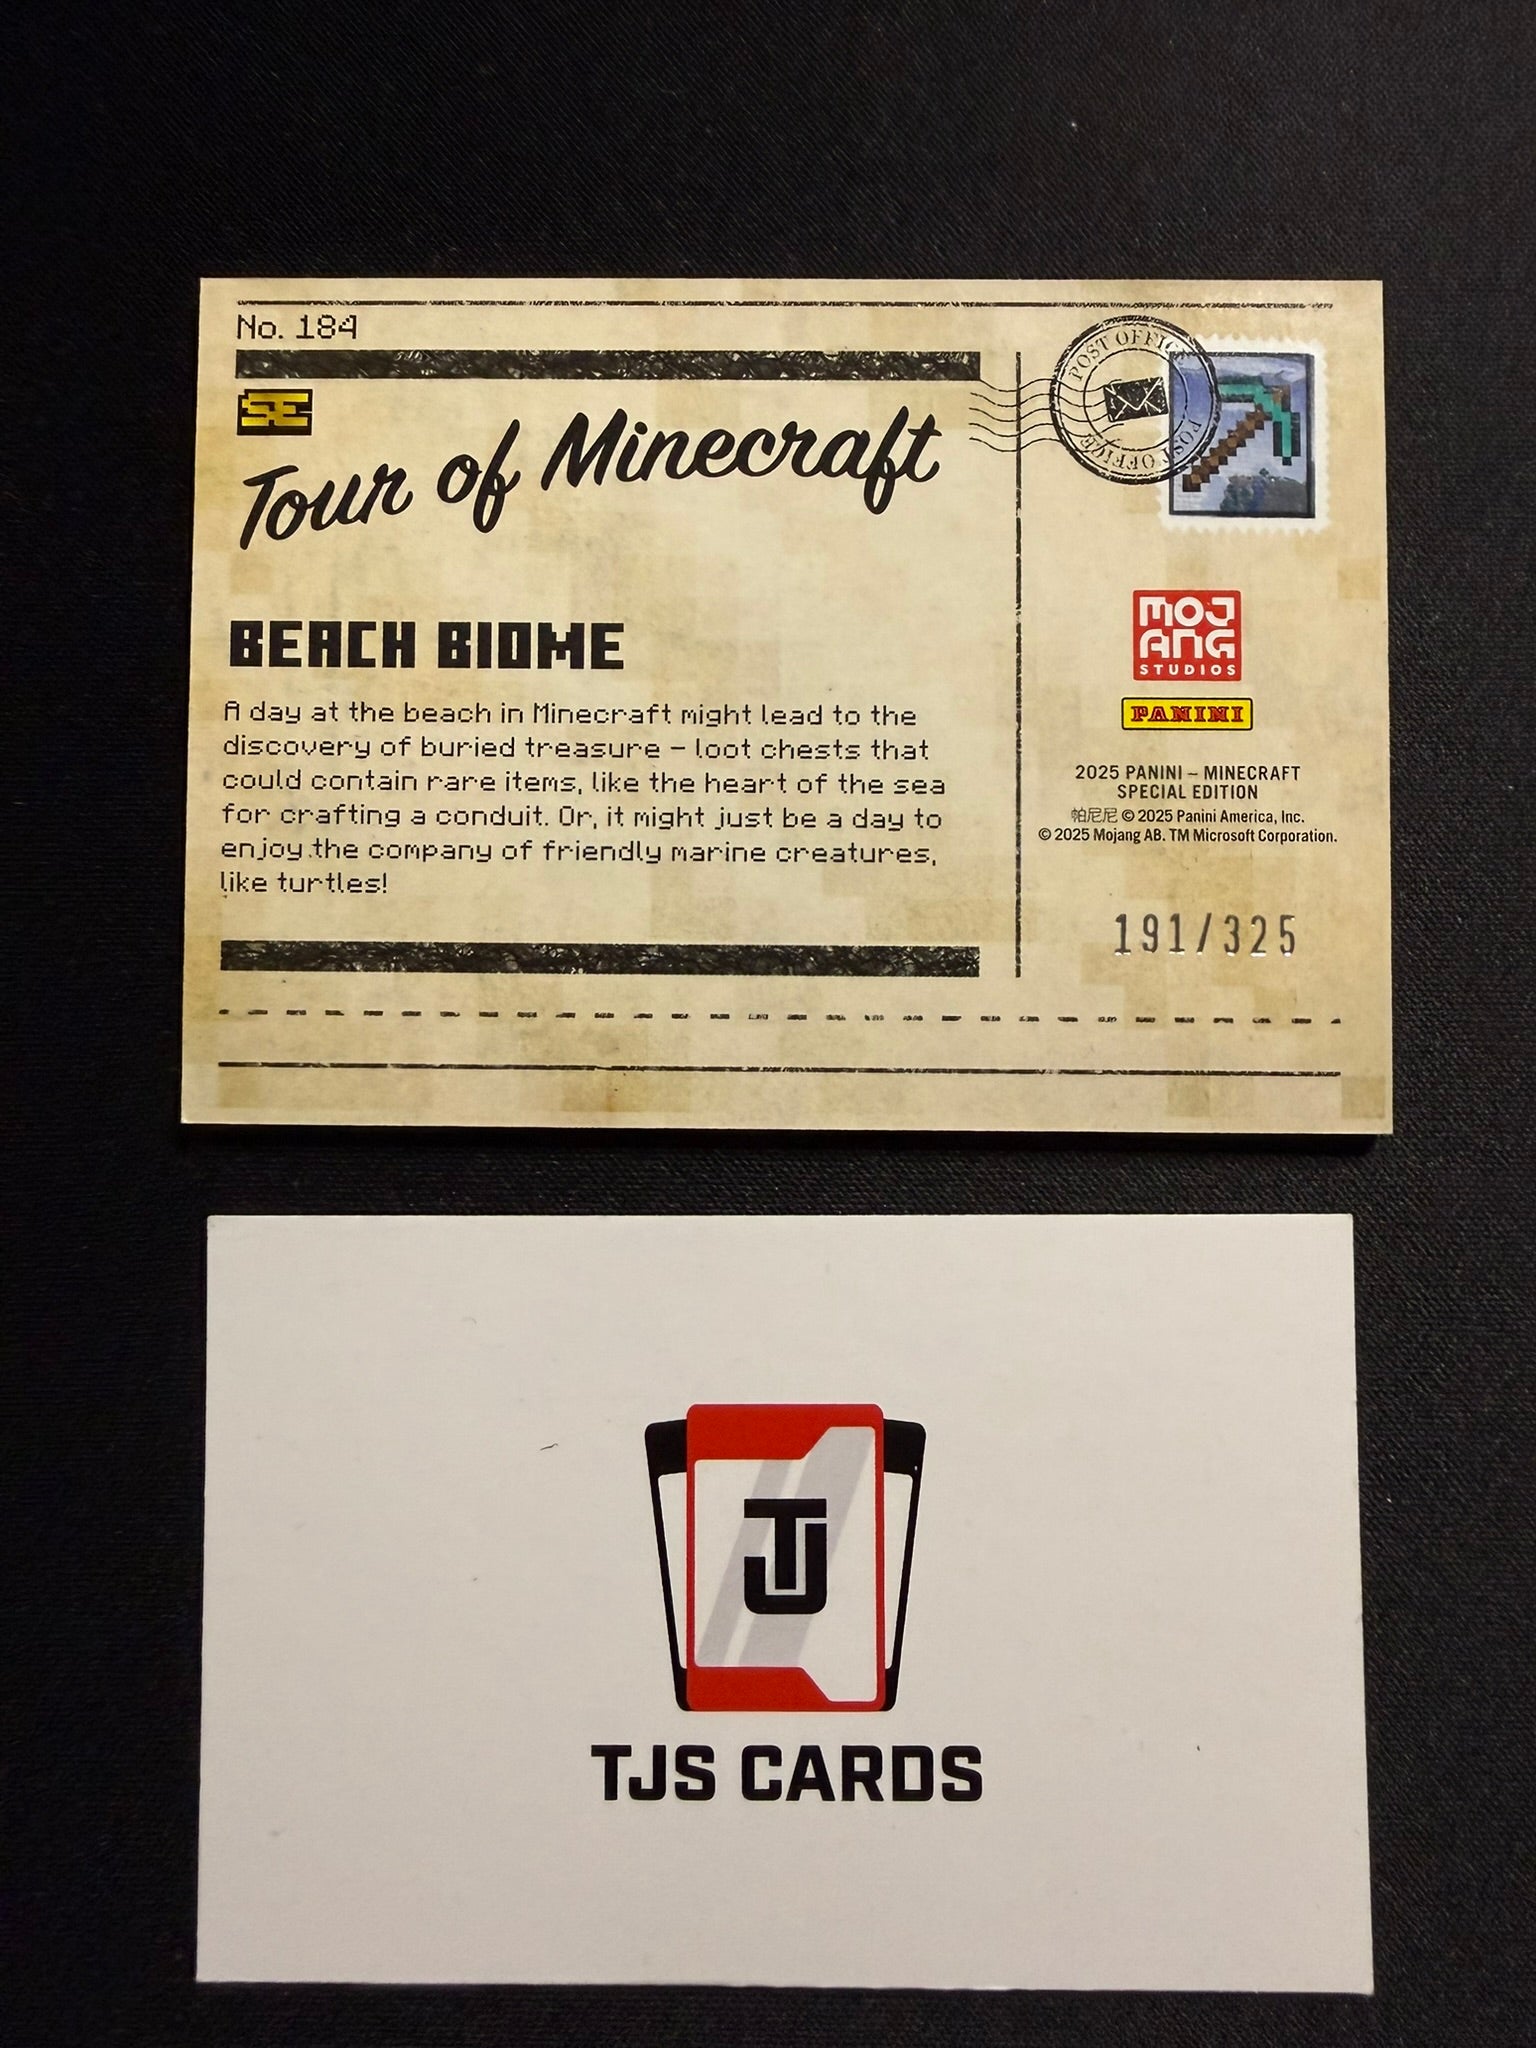 No. 184
SE
Tour of Minecraft
POST OFFICE
POST OFFICE
BEACH BIOME
A day at the beach in Minecraft might lead to the
discovery of buried treasure – loot chests that
could contain rare items, like the heart of the sea
for crafting a conduit. Or, it might just be a day to
enjoy the company of friendly marine creatures,
like turtles!
MOJ
ANG
STUDIOS
PANINI
2025 PANINI – MINECRAFT
SPECIAL EDITION
帕尼尼 © 2025 Panini America, Inc.
© 2025 Mojang AB. TM Microsoft Corporation.
191/325
TJ
TJS CARDS